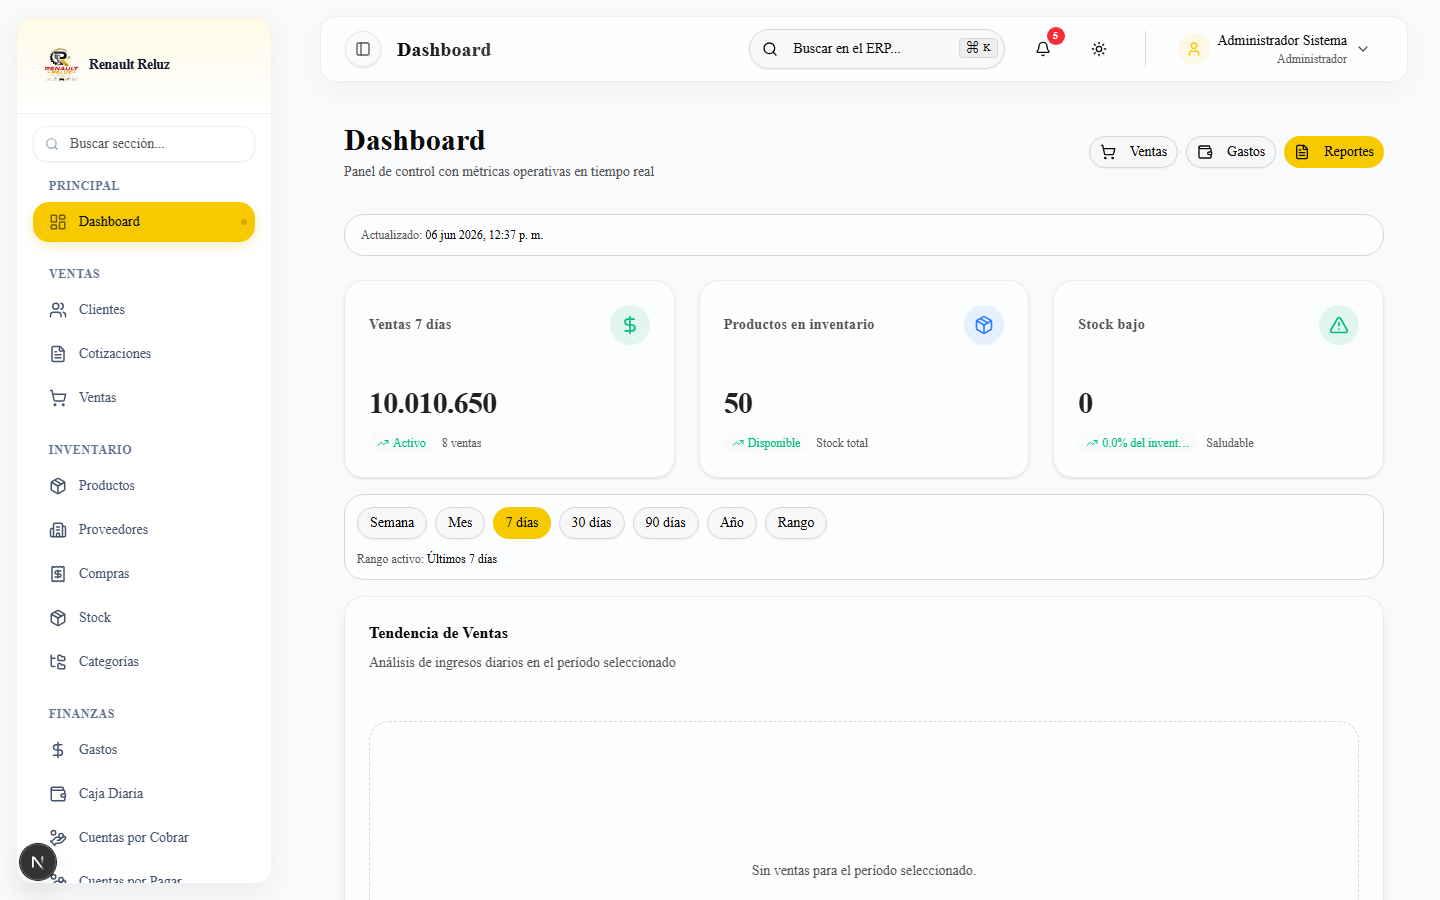 RENAULT
RELUZ
Renault Reluz
Buscar sección...
PRINCIPAL
Dashboard
VENTAS
Clientes
Cotizaciones
Ventas
INVENTARIO
Productos
Proveedores
Compras
Stock
Categorías
FINANZAS
Gastos
Caja Diaria
Cuentas por Cobrar
Cuentas por Pagar
N
Dashboard
Buscar en el ERP...
⌘ K
5
Administrador Sistema
Administrador
Dashboard
Panel de control con métricas operativas en tiempo real
Ventas
Gastos
Reportes
Actualizado: 06 jun 2026, 12:37 p. m.
Ventas 7 días
10.010.650
Activo
8 ventas
Productos en inventario
50
Disponible
Stock total
Stock bajo
0
0.0% del invent...
Saludable
Semana
Mes
7 días
30 días
90 días
Año
Rango
Rango activo: Últimos 7 días
Tendencia de Ventas
Análisis de ingresos diarios en el período seleccionado
Sin ventas para el período seleccionado.